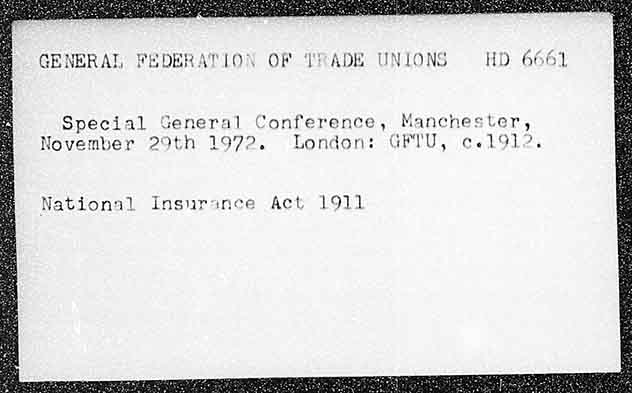 GENERAL FEDERATION OF TRADE UNIONS HD 6661
Special General Conference, Manchester,
November 29th 1972. London: GFTU, c.1912.
National Insurance Act 1911